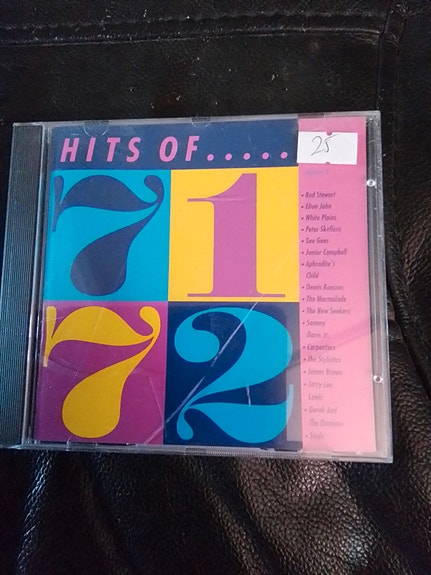 HITS OF.....
25
71
72
• Rod Stewart
• Elton John
• White Plains
• Peter Skellern
• Bee Gees
• Junior Campbell
• Aphrodite's
Child
• Demis Roussos
• The Marmalade
• The New Seekers
• Sammy
Davis Jr.
• Carpenters
• The Stylistics
• James Brown
• Jerry Lee
Lewis
• Derek And
The Dominos
• Slade